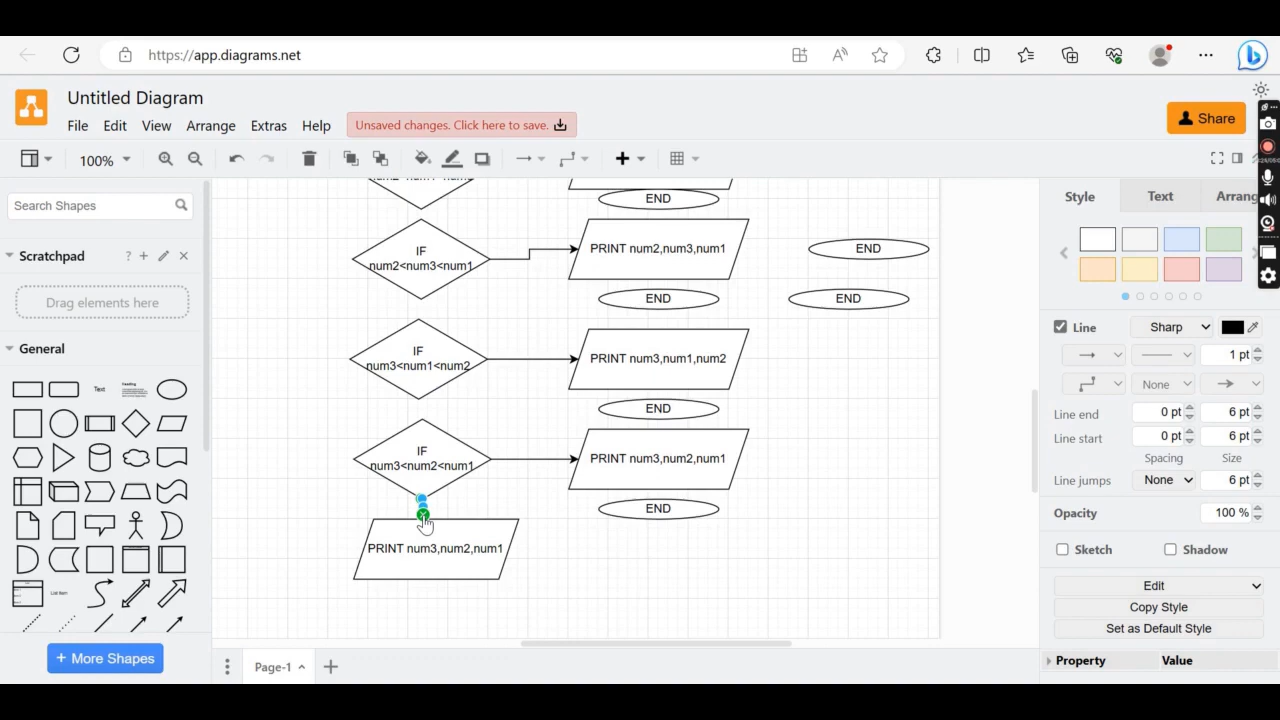 https://app.diagrams.net
Untitled Diagram
File Edit View Arrange Extras Help Unsaved changes. Click here to save.
Share
100%
Search Shapes
Scratchpad
?
Drag elements here
General
Text
Heading
List Item
+ More Shapes
END
IF
num2<num3<num1
PRINT num2,num3,num1
END
END
END
IF
num3<num1<num2
PRINT num3,num1,num2
END
IF
num3<num2<num1
PRINT num3,num2,num1
END
PRINT num3,num2,num1
Page-1
Style Text Arrang
Line Sharp
1 pt
None
Line end 0 pt 6 pt
Line start 0 pt 6 pt
Spacing Size
Line jumps None 6 pt
Opacity 100 %
Sketch Shadow
Edit
Copy Style
Set as Default Style
Property Value